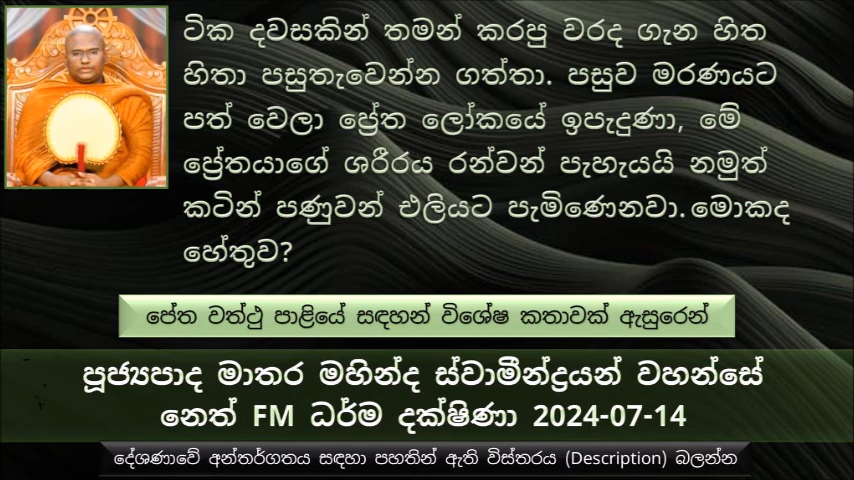 ටික දවසකින් තමන් කරපු වරද ගැන හිත
හිතා පසුතැවෙන්න ගත්තා. පසුව මරණයට
පත් වෙලා ප්‍රේත ලෝකයේ ඉපැදුණා, මේ
ප්‍රේතයාගේ ශරීරය රන්වන් පැහැයයි නමුත්
කටින් පණුවන් එලියට පැමිණෙනවා. මොකද
හේතුව?
පේත වත්ථු පාළියේ සඳහන් විශේෂ කතාවක් ඇසුරෙන්
පූජ්‍යපාද මාතර මහින්ද ස්වාමීන්ද්‍රයන් වහන්සේ
නෙත් FM ධර්ම දක්ෂිණා 2024-07-14
දේශණාවේ අන්තර්ගතය සඳහා පහතින් ඇති විස්තරය (Description) බලන්න